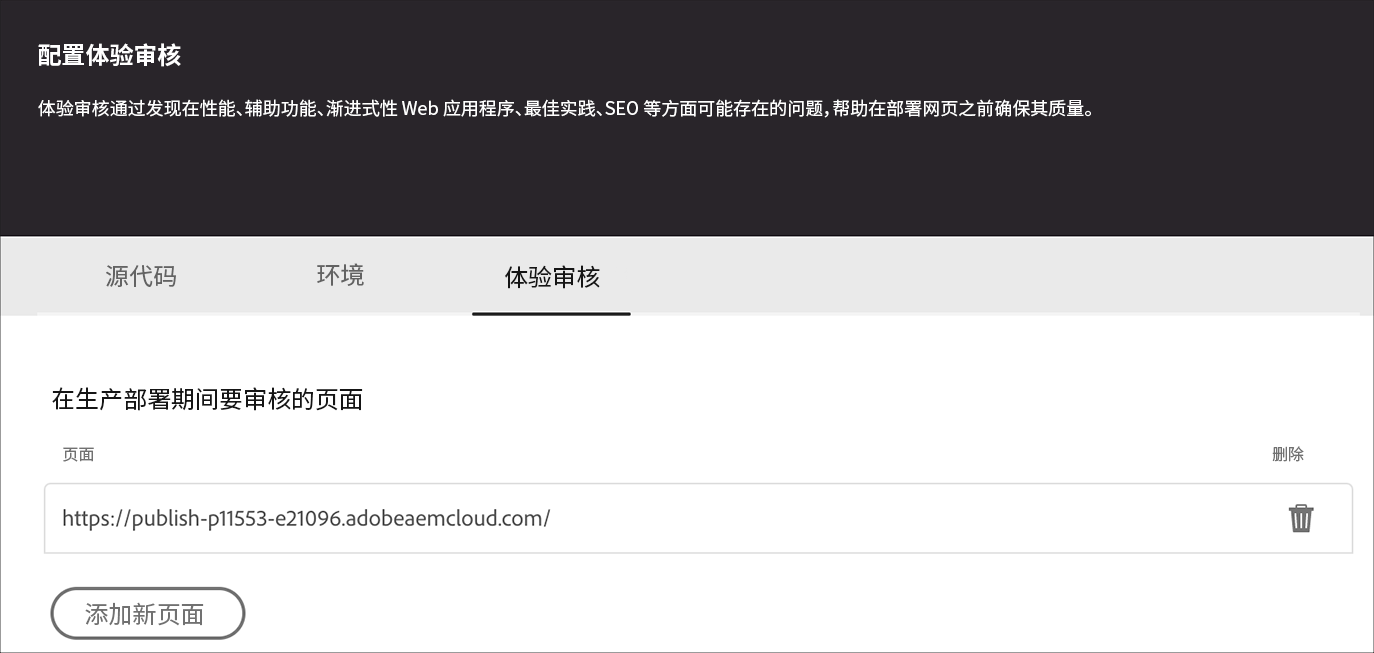 配置体验审核
体验审核通过发现在性能、辅助功能、渐进式性 Web 应用程序、最佳实践、SEO 等方面可能存在的问题，帮助在部署网页之前确保其质量。
源代码 环境 体验审核
在生产部署期间要审核的页面
页面 删除
https://publish-p11553-e21096.adobeaemcloud.com/
添加新页面